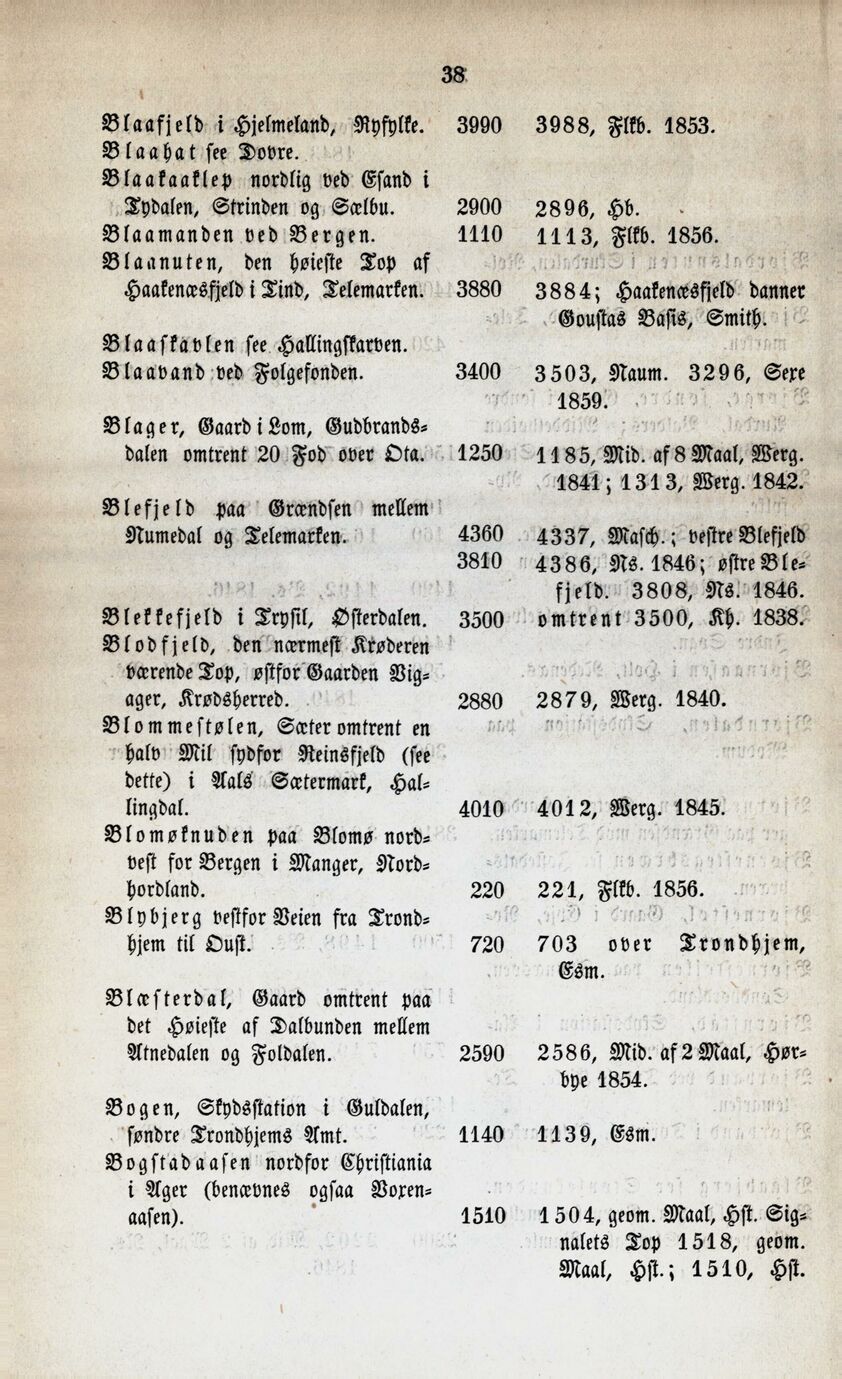 38
Blaafjeld i Hjelmeland, Ryfylke. 3990 3988, Flkb. 1853.
Blaahat see Dovre.
Blaakaaklep nordlig ved Esand i
Tydalen, Strinden og Sælbu. 2900 2896, Hb.
Blaamanden ved Bergen. 1110 1113, Flkb. 1856.
Blaanuten, den høieste Top af
Haakenæsfjeld i Tind, Telemarken. 3880 3884; Haakenæsfjeld danner
Goustas Basis, Smith.
Blaaskavlen see Hallingskarven.
Blaavand ved Folgefonden. 3400 3503, Naum. 3296, Sexe
1859.
Blager, Gaard i Lom, Gudbrands=
dalen omtrent 20 Fod over Otta. 1250 1185, Mid. af 8 Maal, Werg.
1841; 1313, Werg. 1842.
Blefjeld paa Grændsen mellem
Numedal og Telemarken. 4360 4337, Masch.; vestre Blefjeld
3810 4386, Ns. 1846; østre Ble=
fjeld. 3808, Ns. 1846.
Blekkefjeld i Trysil, Østerdalen. 3500 omtrent 3500, Kh. 1838.
Blodfjeld, den nærmest Krøderen
værende Top, østfor Gaarden Vig=
ager, Krødsherred. 2880 2879, Werg. 1840.
Blommestølen, Sæter omtrent en
halv Mil sydfor Reinsfjeld (see
dette) i Aals Sætermark, Hal=
lingdal. 4010 4012, Werg. 1845.
Blomøknuden paa Blomø nord=
vest for Bergen i Manger, Nord=
hordland. 220 221, Flkb. 1856.
Blybjerg vestfor Veien fra Trond=
hjem til Oust. 720 703 over Trondhjem,
Esm.
Blæsterdal, Gaard omtrent paa
det Høieste af Dalbunden mellem
Atnedalen og Foldalen. 2590 2586, Mid. af 2 Maal, Hør=
bye 1854.
Bogen, Skydsstation i Guldalen,
søndre Trondhjems Amt. 1140 1139, Esm.
Bogstadaasen nordfor Christiania
i Ager (benævnes ogsaa Voxen=
aasen). 1510 1504, geom. Maal, Hst. Sig=
nalets Top 1518, geom.
Maal, Hst.; 1510, Hst.